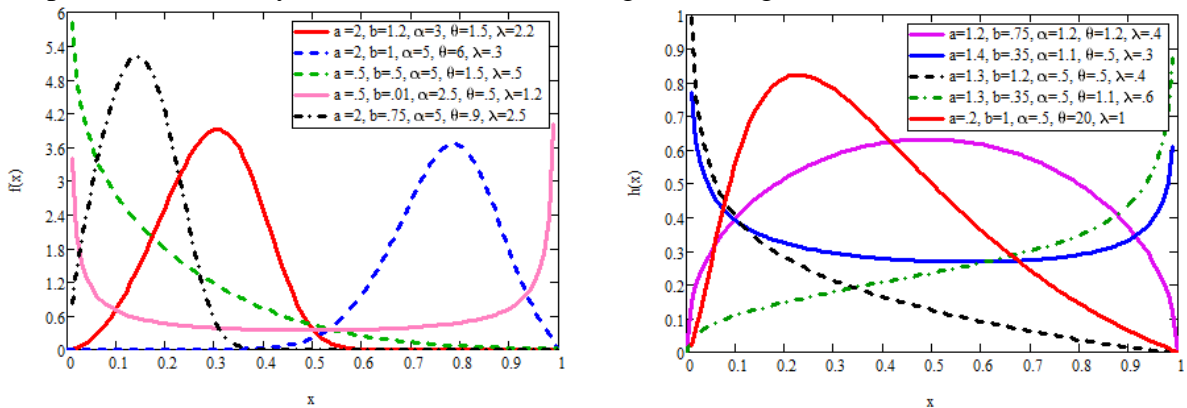 6
5.4
4.8
4.2
3.6
3
2.4
1.8
1.2
0.6
0
f(x)
a =2, b=1.2, α=3, θ=1.5, λ=2.2
a =2, b=1, α=5, θ=6, λ=.3
a =.5, b=.5, α=5, θ=1.5, λ=.5
a =.5, b=.01, α=2.5, θ=.5, λ=1.2
a =2, b=.75, α=5, θ=.9, λ=2.5
0 0.1 0.2 0.3 0.4 0.5 0.6 0.7 0.8 0.9 1
x
1
0.9
0.8
0.7
0.6
0.5
0.4
0.3
0.2
0.1
0
h(x)
a=1.2, b=.75, α=1.2, θ=1.2, λ=.4
a=1.4, b=.35, α=1.1, θ=.5, λ=.3
a=1.3, b=1.2, α=.5, θ=.5, λ=.4
a=1.3, b=.35, α=.5, θ=1.1, λ=.6
a=.2, b=1, α=.5, θ=20, λ=1
0 0.1 0.2 0.3 0.4 0.5 0.6 0.7 0.8 0.9 1
x